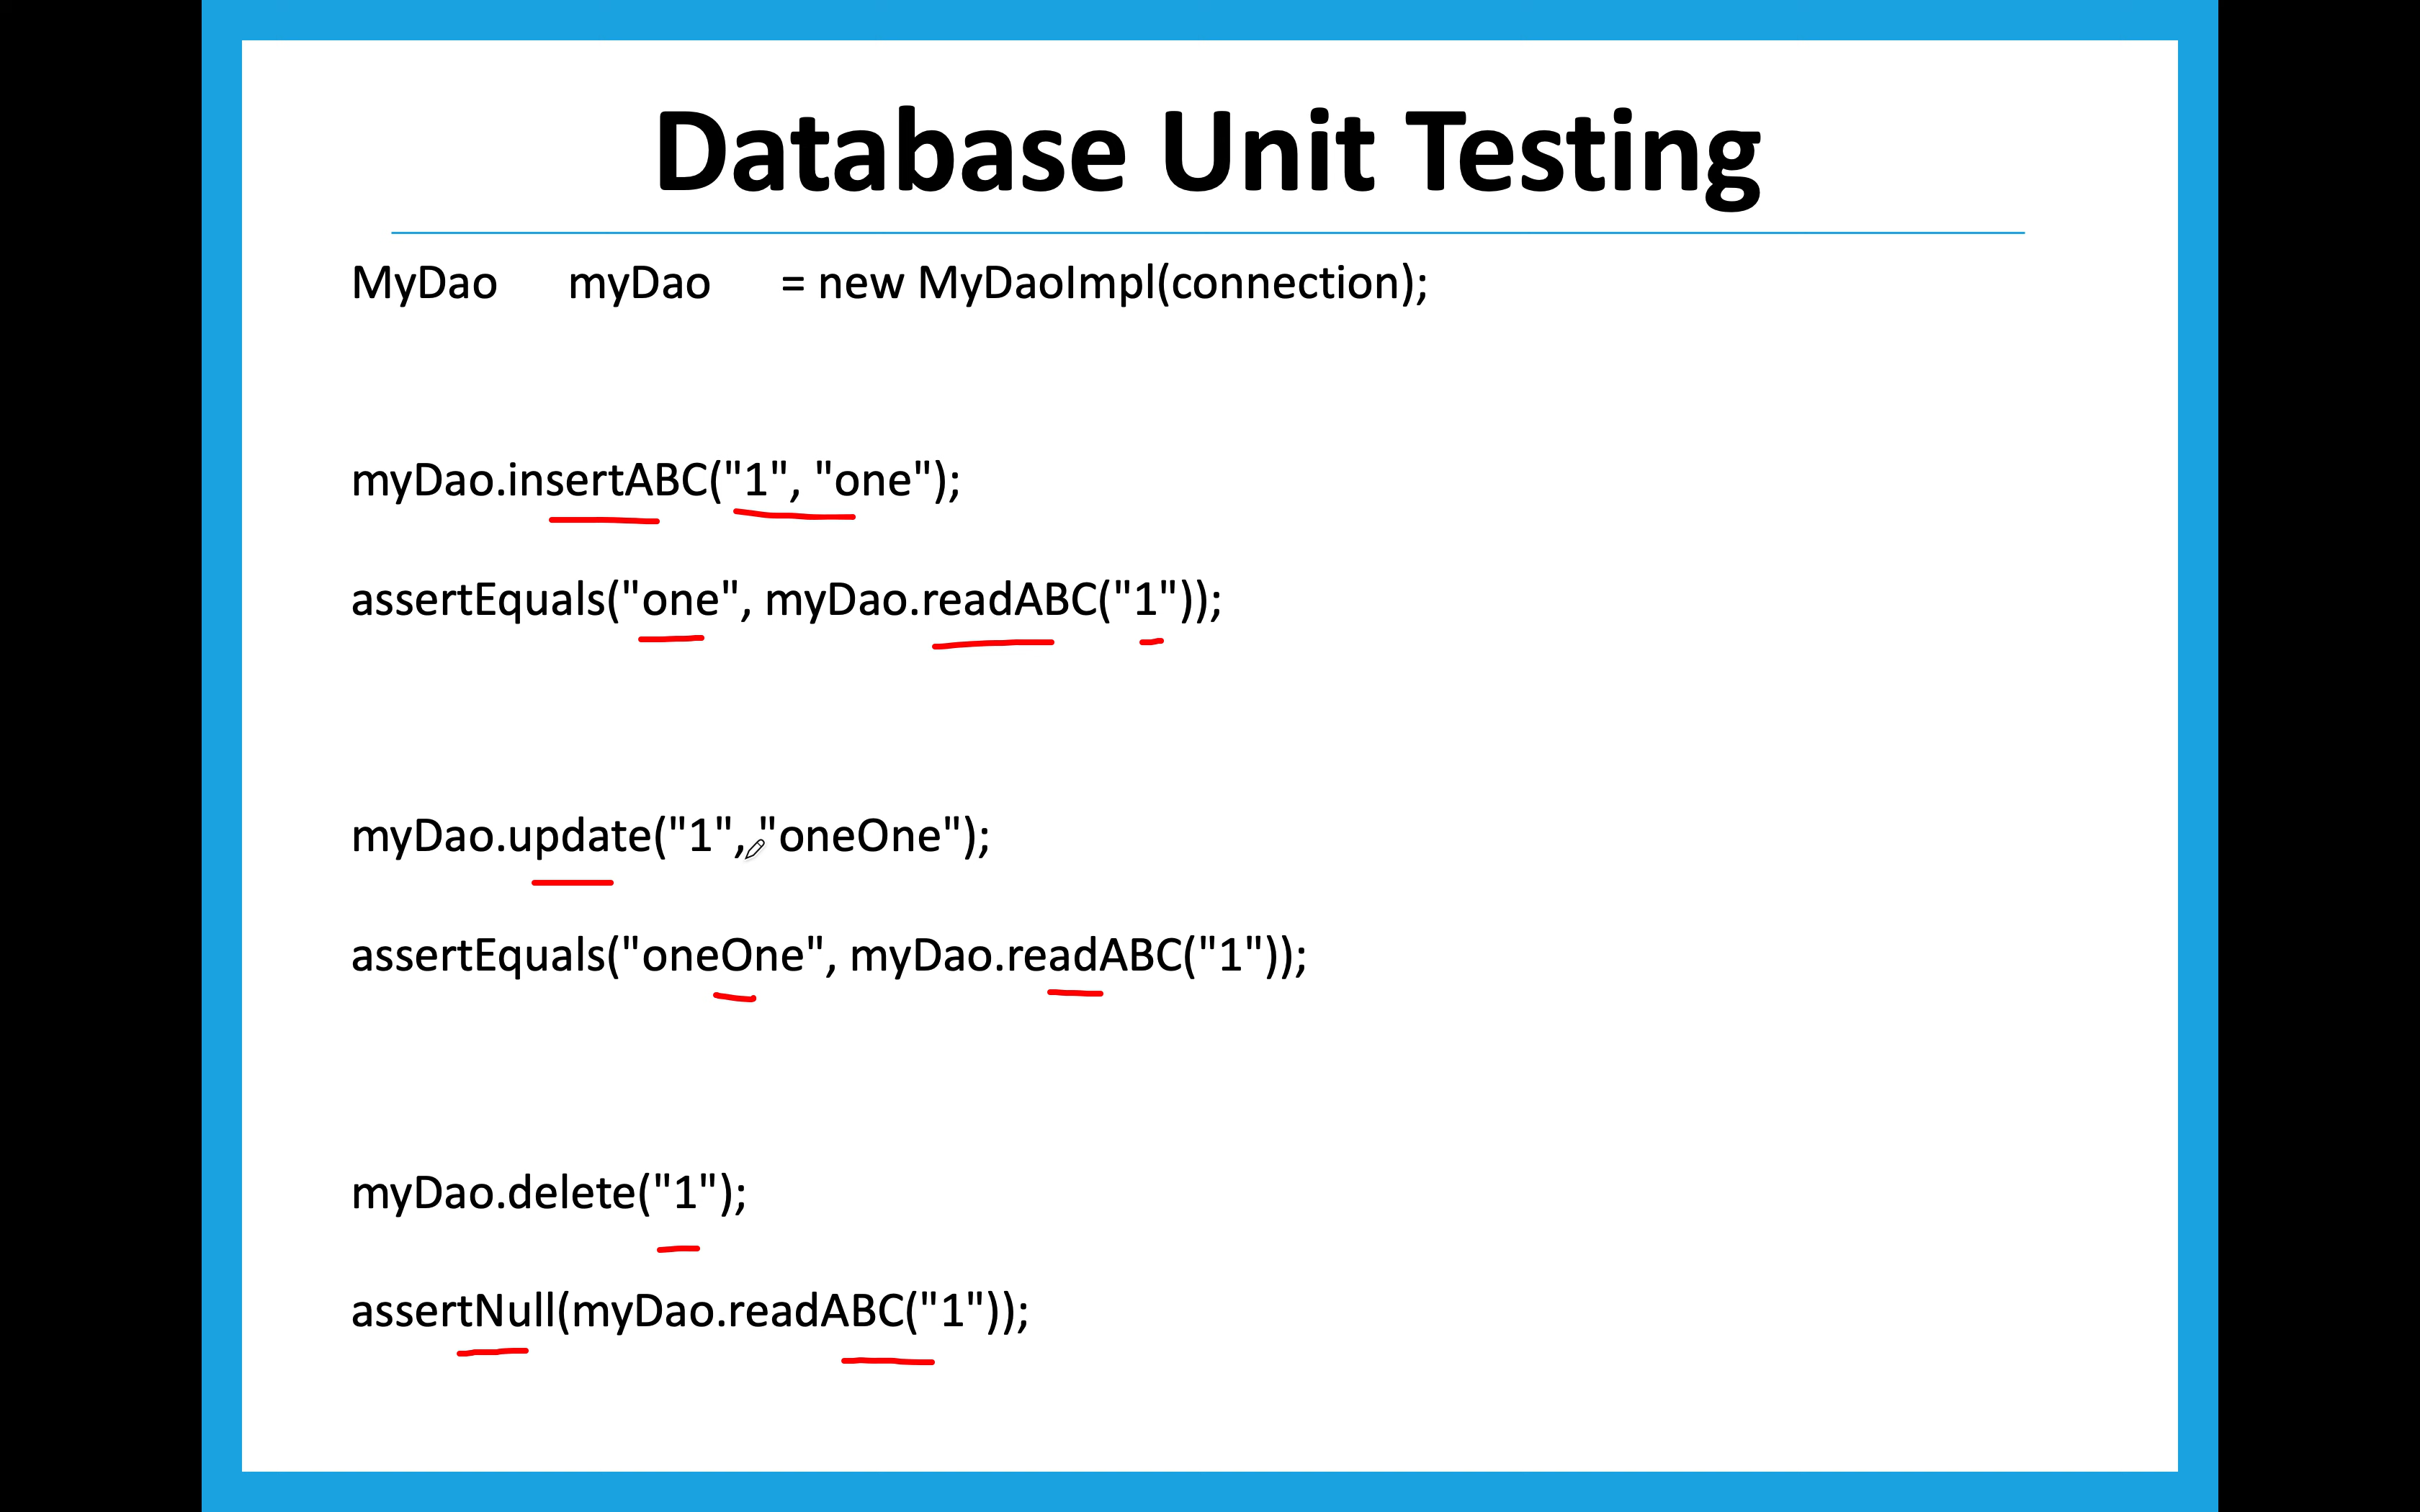 Database Unit Testing
MyDao myDao = new MyDaoImpl(connection);
myDao.insertABC("1", "one");
assertEquals("one", myDao.readABC("1"));
myDao.update("1", "oneOne");
assertEquals("oneOne", myDao.readABC("1"));
myDao.delete("1");
assertNull(myDao.readABC("1"));